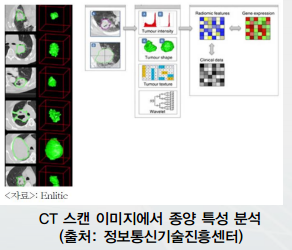 Tumour intensity
Tumour shape
Tumour texture
Wavelet
Radiomic features
Gene expression
Clinical data
<자료>: Enlitic
CT 스캔 이미지에서 종양 특성 분석
(출처: 정보통신기술진흥센터)